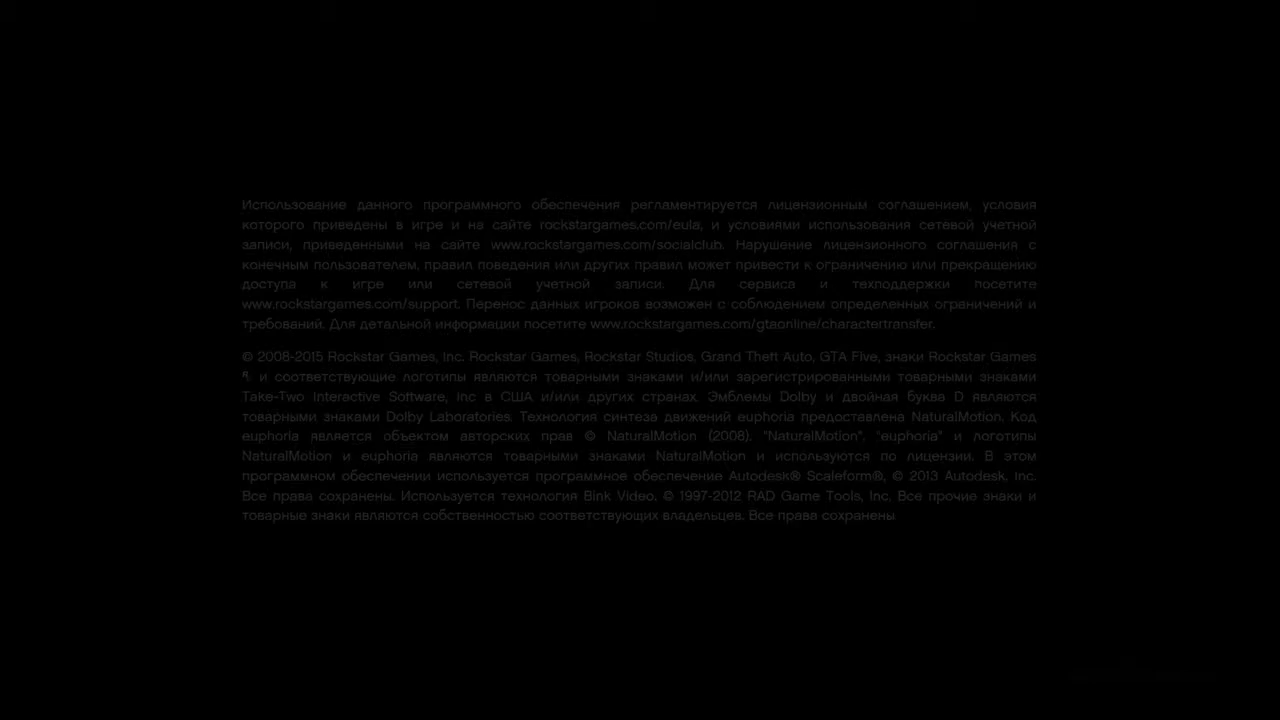 Использование данного программного обеспечения регламентируется лицензионным соглашением, условия
которого приведены в игре и на сайте rockstargames.com/eula, и условиями использования сетевой учетной
записи, приведенными на сайте www.rockstargames.com/socialclub. Нарушение лицензионного соглашения с
конечным пользователем, правил поведения или других правил может привести к ограничению или прекращению
доступа к игре или сетевой учетной записи. Для сервиса и техподдержки посетите
www.rockstargames.com/support. Перенос данных игроков возможен с соблюдением определенных ограничений и
требований. Для детальной информации посетите www.rockstargames.com/gtaonline/charactertransfer.
© 2008-2015 Rockstar Games, Inc. Rockstar Games, Rockstar Studios, Grand Theft Auto, GTA Five, знаки Rockstar Games
R, и соответствующие логотипы являются товарными знаками и/или зарегистрированными товарными знаками
Take-Two Interactive Software, Inc в США и/или других странах. Эмблемы Dolby и двойная буква D являются
товарными знаками Dolby Laboratories. Технология синтеза движений euphoria предоставлена NaturalMotion. Код
euphoria является объектом авторских прав © NaturalMotion (2008). "NaturalMotion", "euphoria" и логотипы
NaturalMotion и euphoria являются товарными знаками NaturalMotion и используются по лицензии. В этом
программном обеспечении используется программное обеспечение Autodesk® Scaleform®, © 2013 Autodesk, Inc.
Все права сохранены. Используется технология Bink Video. © 1997-2012 RAD Game Tools, Inc. Все прочие знаки и
товарные знаки являются собственностью соответствующих владельцев. Все права сохранены